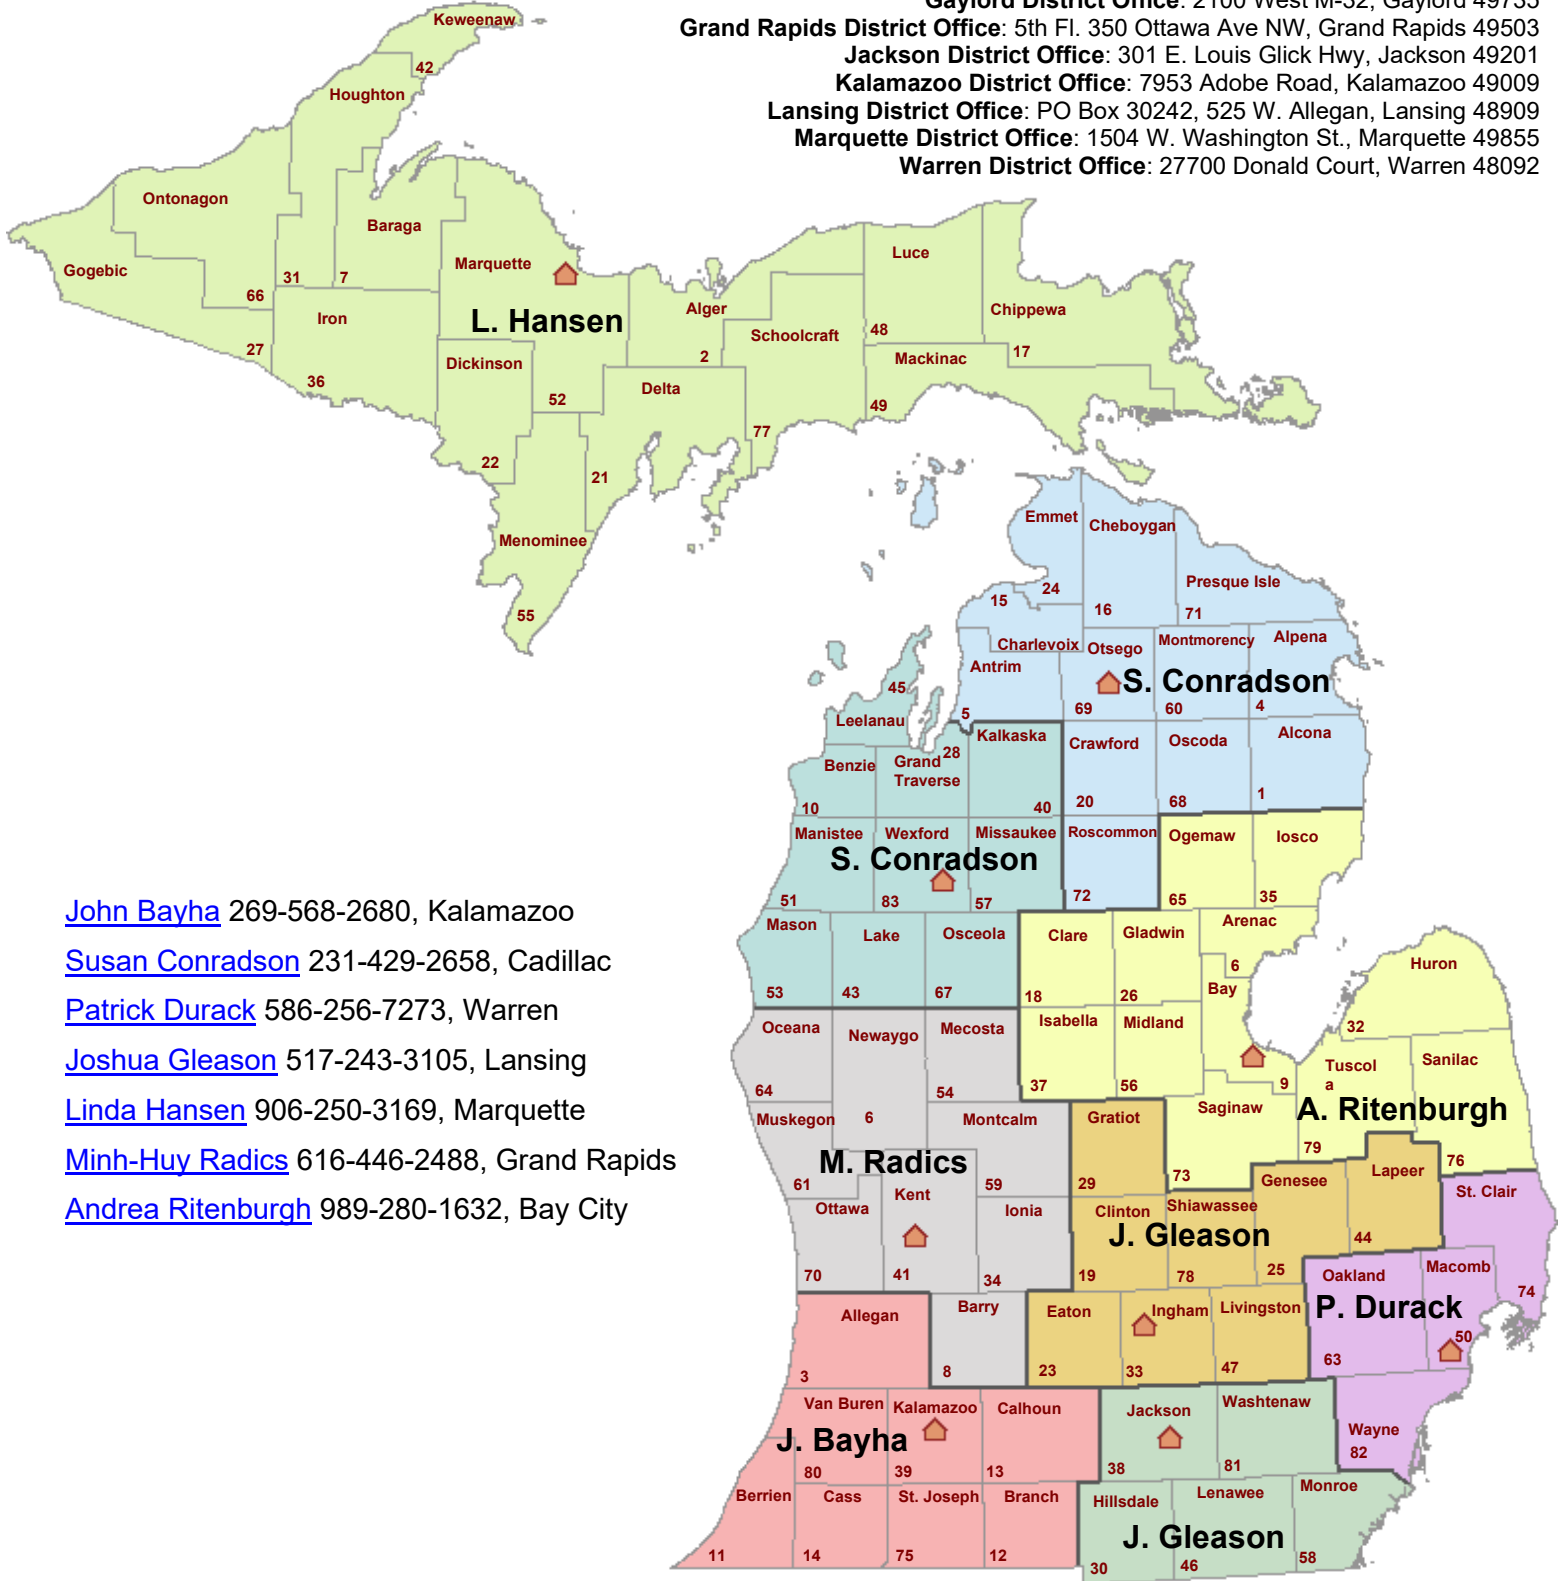 Gaylord District Office: 2100 West M-32, Gaylord 49735
Grand Rapids District Office: 5th Fl. 350 Ottawa Ave NW, Grand Rapids 49503
Jackson District Office: 301 E. Louis Glick Hwy, Jackson 49201
Kalamazoo District Office: 7953 Adobe Road, Kalamazoo 49009
Lansing District Office: PO Box 30242, 525 W. Allegan, Lansing 48909
Marquette District Office: 1504 W. Washington St., Marquette 49855
Warren District Office: 27700 Donald Court, Warren 48092
Keweenaw
42
Houghton
31
Ontonagon
66
Gogebic
27
Baraga
7
Marquette
52
L. Hansen
Iron
36
Dickinson
22
Menominee
55
Delta
21
Alger
2
Schoolcraft
77
Luce
48
Chippewa
17
Mackinac
49
Emmet
24
Cheboygan
16
Presque Isle
71
15
Charlevoix
Antrim
5
Otsego
69
Montmorency
60
Alpena
4
S. Conradson
Crawford
20
Oscoda
68
Alcona
1
Roscommon
72
45
Leelanau
Benzie
10
Grand
Traverse
28
Kalkaska
40
Manistee
51
Wexford
83
Missaukee
57
S. Conradson
Mason
53
Lake
43
Osceola
67
Ogemaw
65
Iosco
35
Clare
18
Gladwin
26
Arenac
6
Bay
9
Isabella
37
Midland
56
Saginaw
73
Huron
32
Tuscol
a
79
Sanilac
76
A. Ritenburgh
Oceana
64
Newaygo
6
Mecosta
54
Muskegon
61
Montcalm
59
M. Radics
Ottawa
70
Kent
41
Ionia
34
Barry
8
Gratiot
29
Clinton
19
Shiawassee
78
Genesee
25
Lapeer
44
J. Gleason
Eaton
23
Ingham
33
Livingston
47
St. Clair
74
Oakland
63
Macomb
50
P. Durack
Wayne
82
Allegan
3
Van Buren
80
Kalamazoo
39
Calhoun
13
J. Bayha
Berrien
11
Cass
14
St. Joseph
75
Branch
12
Jackson
38
Washtenaw
81
Hillsdale
30
Lenawee
46
Monroe
58
J. Gleason
John Bayha 269-568-2680, Kalamazoo
Susan Conradson 231-429-2658, Cadillac
Patrick Durack 586-256-7273, Warren
Joshua Gleason 517-243-3105, Lansing
Linda Hansen 906-250-3169, Marquette
Minh-Huy Radics 616-446-2488, Grand Rapids
Andrea Ritenburgh 989-280-1632, Bay City